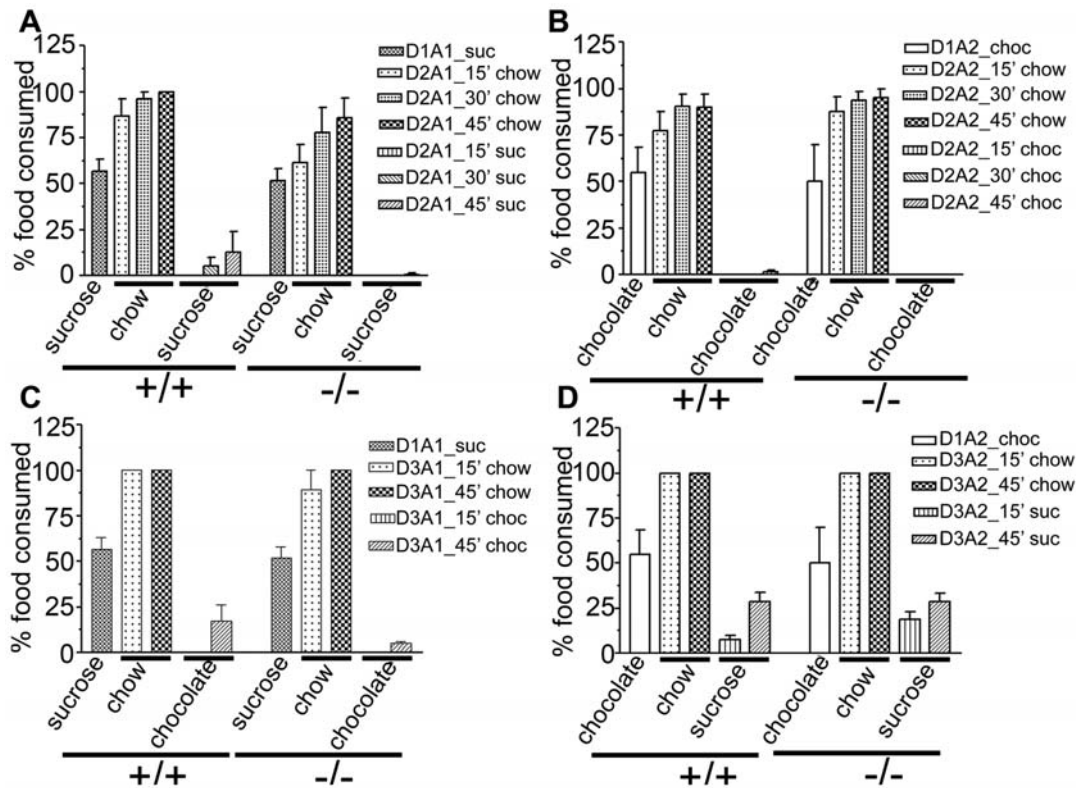 A
% food consumed
125
100
75
50
25
0
D1A1_suc
D2A1_15' chow
D2A1_30' chow
D2A1_45' chow
D2A1_15' suc
D2A1_30' suc
D2A1_45' suc
sucrose
chow
sucrose
sucrose
chow
sucrose
+/+
-/-
B
% food consumed
125
100
75
50
25
0
D1A2_choc
D2A2_15' chow
D2A2_30' chow
D2A2_45' chow
D2A2_15' choc
D2A2_30' choc
D2A2_45' choc
chocolate
chow
chocolate
chocolate
chow
chocolate
+/+
-/-
C
% food consumed
125
100
75
50
25
0
D1A1_suc
D3A1_15' chow
D3A1_45' chow
D3A1_15' choc
D3A1_45' choc
sucrose
chow
chocolate
sucrose
chow
chocolate
+/+
-/-
D
% food consumed
125
100
75
50
25
0
D1A2_choc
D3A2_15' chow
D3A2_45' chow
D3A2_15' suc
D3A2_45' suc
chocolate
chow
sucrose
chocolate
chow
sucrose
+/+
-/-